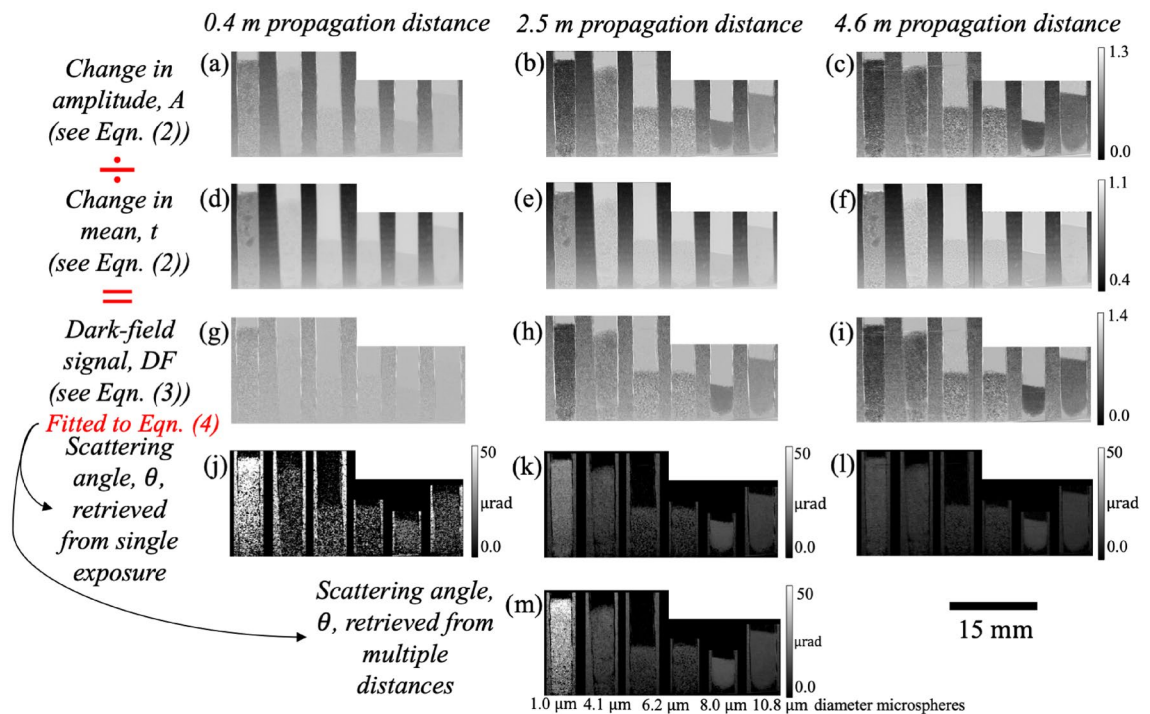 0.4 m propagation distance
2.5 m propagation distance
4.6 m propagation distance
Change in
amplitude, A
(see Eqn. (2))
÷
Change in
mean, t
(see Eqn. (2))
=
Dark-field
signal, DF
(see Eqn. (3))
Fitted to Eqn. (4)
Scattering
angle, θ,
retrieved
from single
exposure
(a)
(b)
(c)
1.3
0.0
(d)
(e)
(f)
1.1
0.4
(g)
(h)
(i)
1.4
0.0
(j)
50
μrad
0.0
(k)
50
μrad
0.0
(l)
50
μrad
0.0
Scattering angle,
θ, retrieved from
multiple
distances
(m)
50
μrad
0.0
15 mm
1.0 μm 4.1 μm 6.2 μm 8.0 μm 10.8 μm diameter microspheres